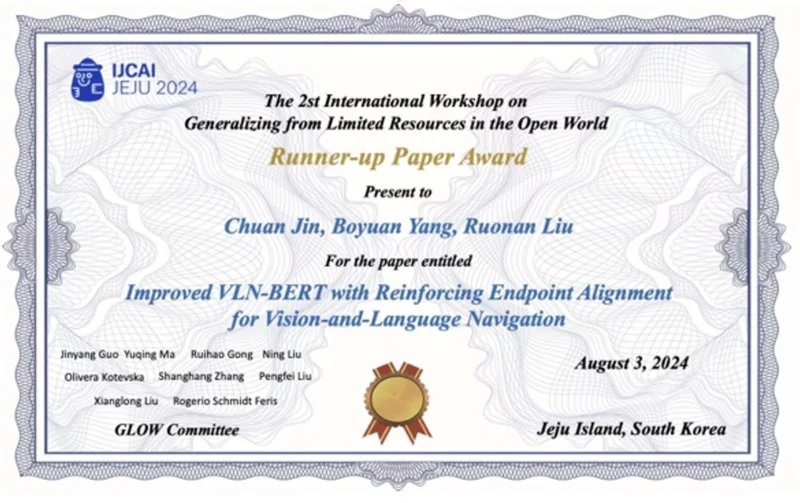 IJCAI
JEJU 2024
The 2st International Workshop on
Generalizing from Limited Resources in the Open World
Runner-up Paper Award
Present to
Chuan Jin, Boyuan Yang, Ruonan Liu
For the paper entitled
Improved VLN-BERT with Reinforcing Endpoint Alignment
for Vision-and-Language Navigation
Jinyang Guo Yuqing Ma Ruihao Gong Ning Liu
Olivera Kotevska Shanghang Zhang Pengfei Liu
Xianglong Liu Rogerio Schmidt Feris
GLOW Committee
August 3, 2024
Jeju Island, South Korea